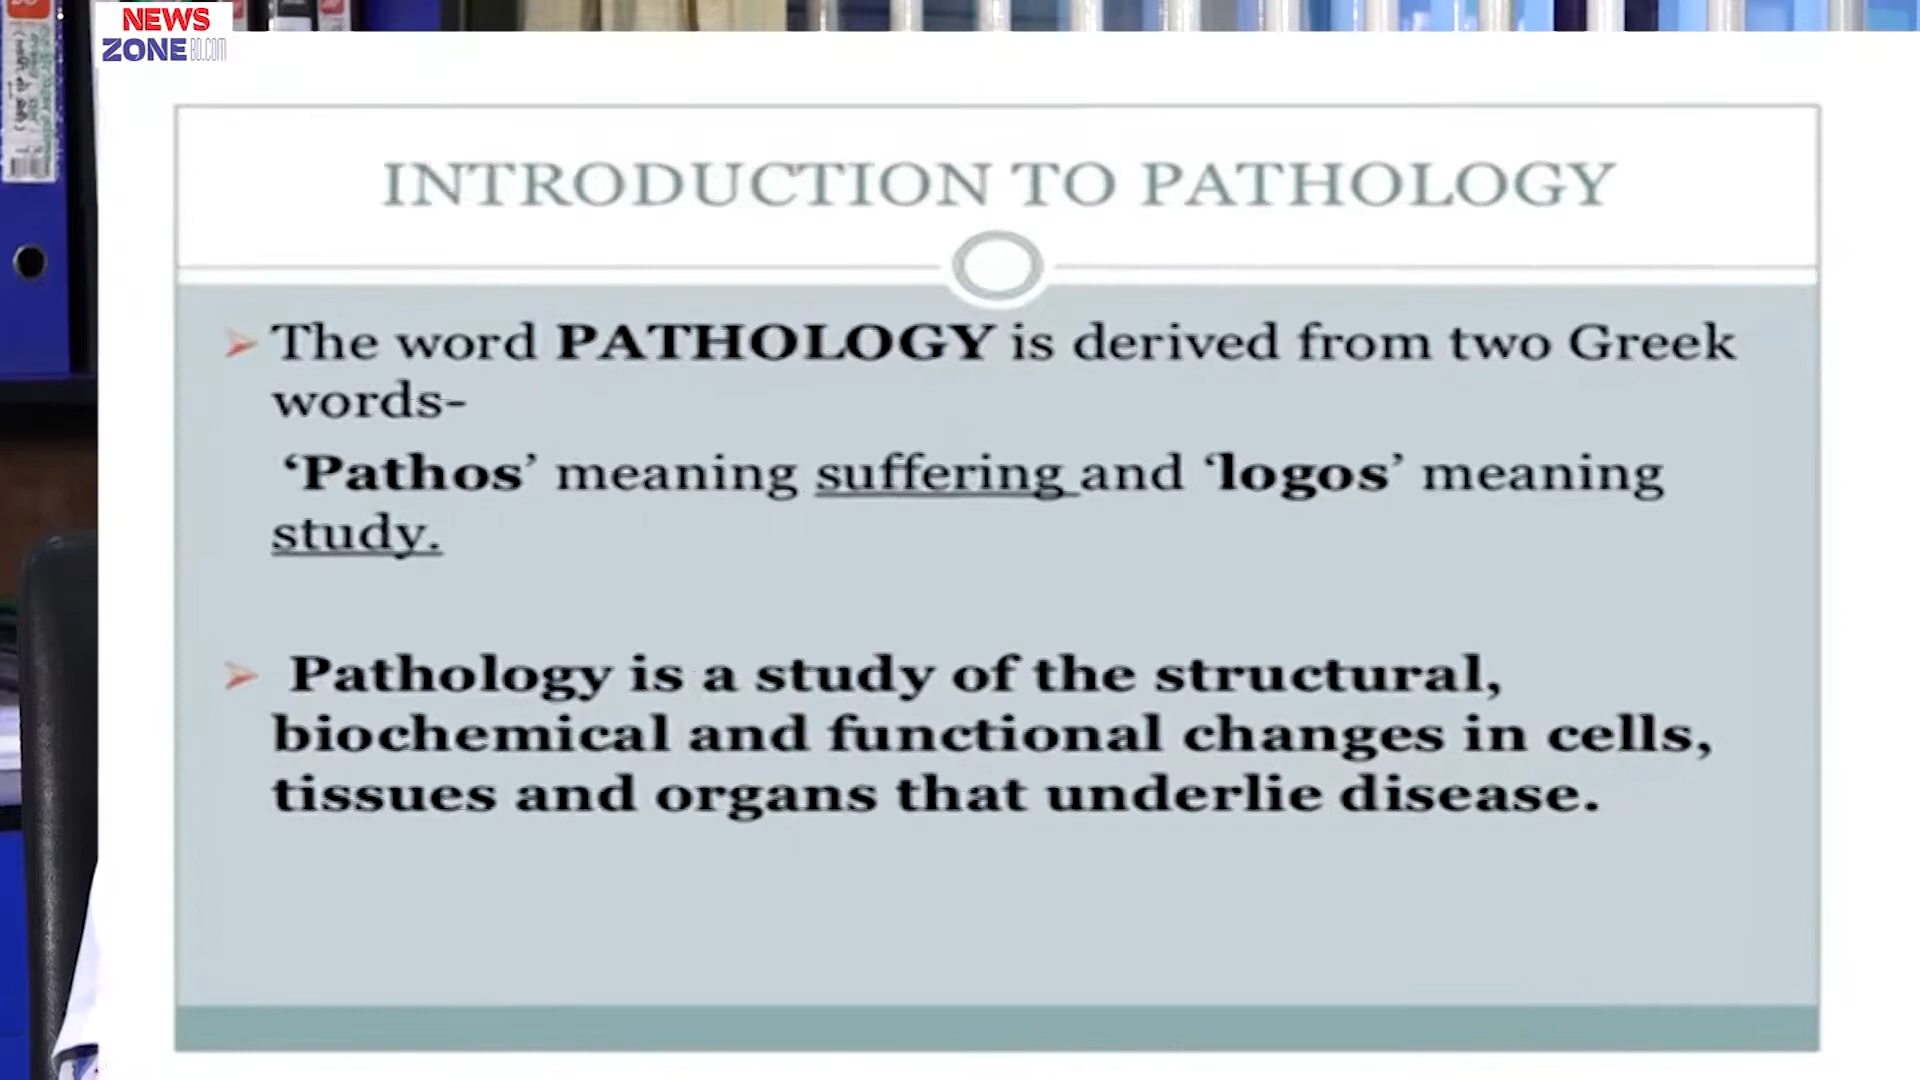 NEWS
ZONEBD.COM
INTRODUCTION TO PATHOLOGY
The word PATHOLOGY is derived from two Greek
words-
‘Pathos’ meaning suffering and ‘logos’ meaning
study.
Pathology is a study of the structural,
biochemical and functional changes in cells,
tissues and organs that underlie disease.